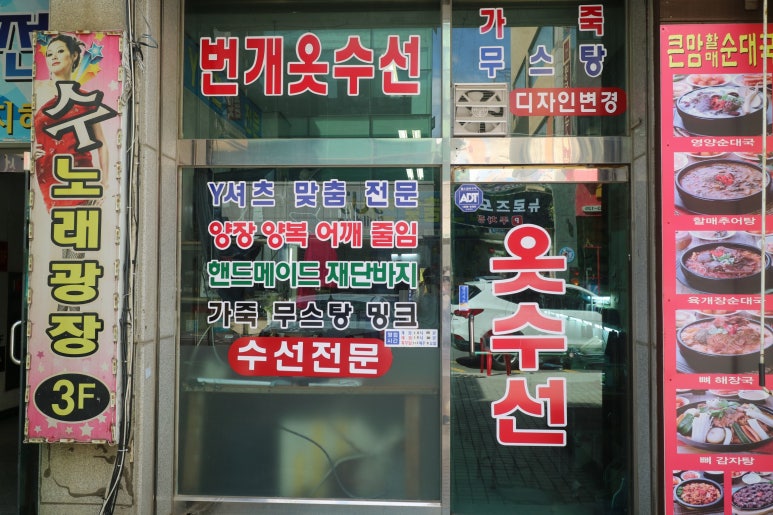 수
노
래
광
장
3F
번개옷수선
가 죽
무스탕
디자인변경
Y셔츠 맞춤 전문
양장 양복 어깨 줄임
핸드메이드 재단바지
가죽 무스탕 밍크
수선전문
ADT
옷수선
큰맘할매순대국
영양순대국
할매추어탕
육개장순대국
뼈 해장국
뼈 감자탕